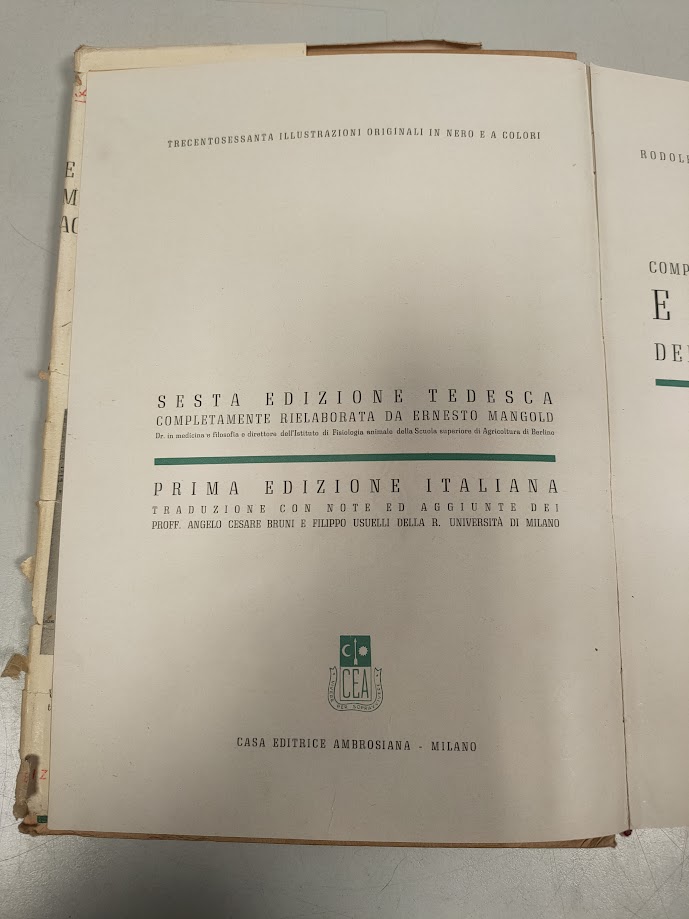 TRECENTOSESSANTA ILLUSTRAZIONI ORIGINALI IN NERO E A COLORI
SESTA EDIZIONE TEDESCA
COMPLETAMENTE RIELABORATA DA ERNESTO MANGOLD
Dr. in medicina e filosofia e direttore dell'Istituto di Fisiologia animale della Scuola superiore di Agricoltura di Berlino
PRIMA EDIZIONE ITALIANA
TRADUZIONE CON NOTE ED AGGIUNTE DEI
PROFF. ANGELO CESARE BRUNI E FILIPPO USUELLI DELLA R. UNIVERSITÀ DI MILANO
CEA
CASA EDITRICE AMBROSIANA - MILANO
RODOLF
COMP
E
DE
E
M
AC